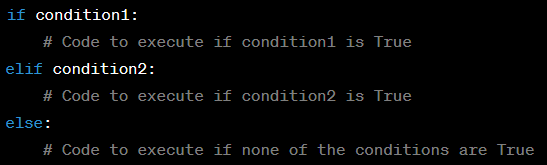 if condition1:
    # Code to execute if condition1 is True
elif condition2:
    # Code to execute if condition2 is True
else:
    # Code to execute if none of the conditions are True